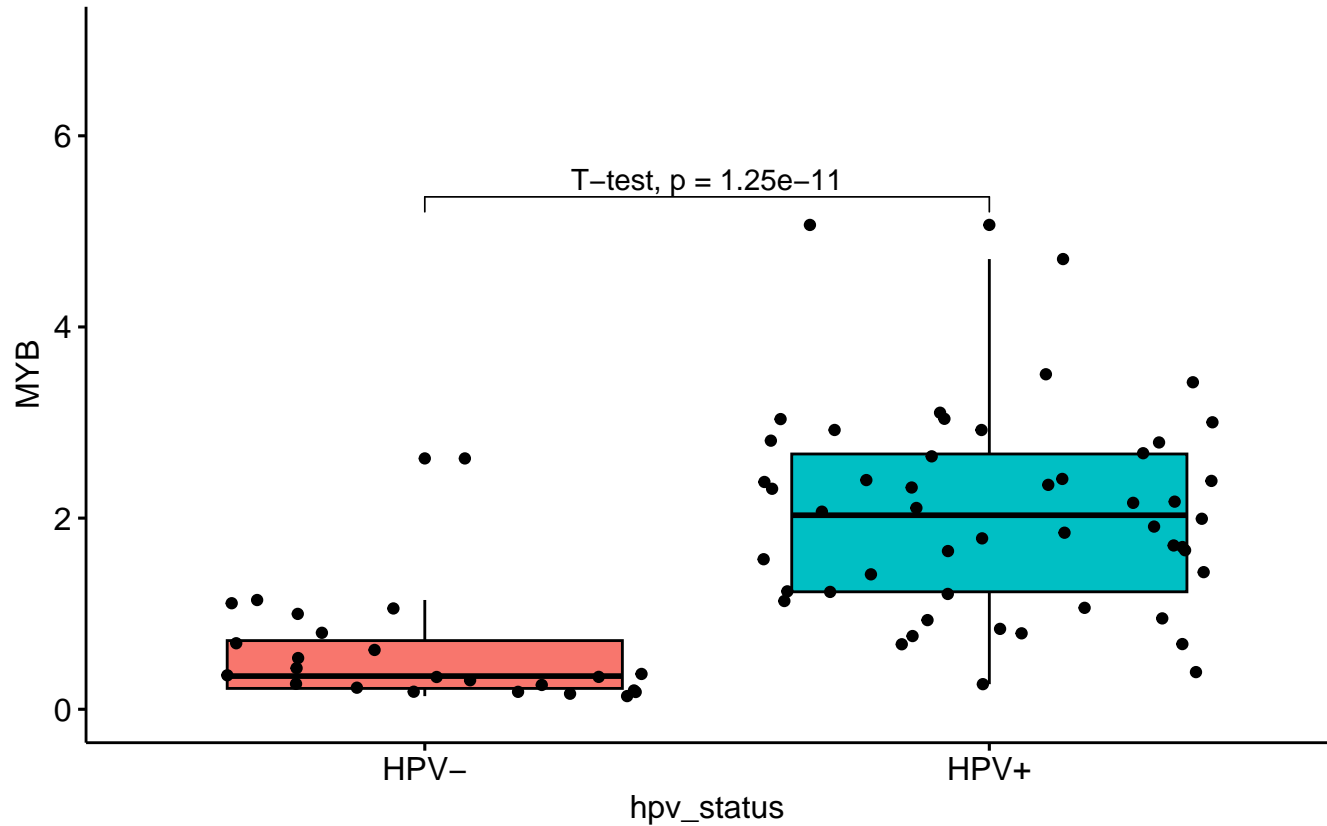 6
T−test, p = 1.25e−11
4
MYB
2
0
HPV−
HPV+
hpv_status